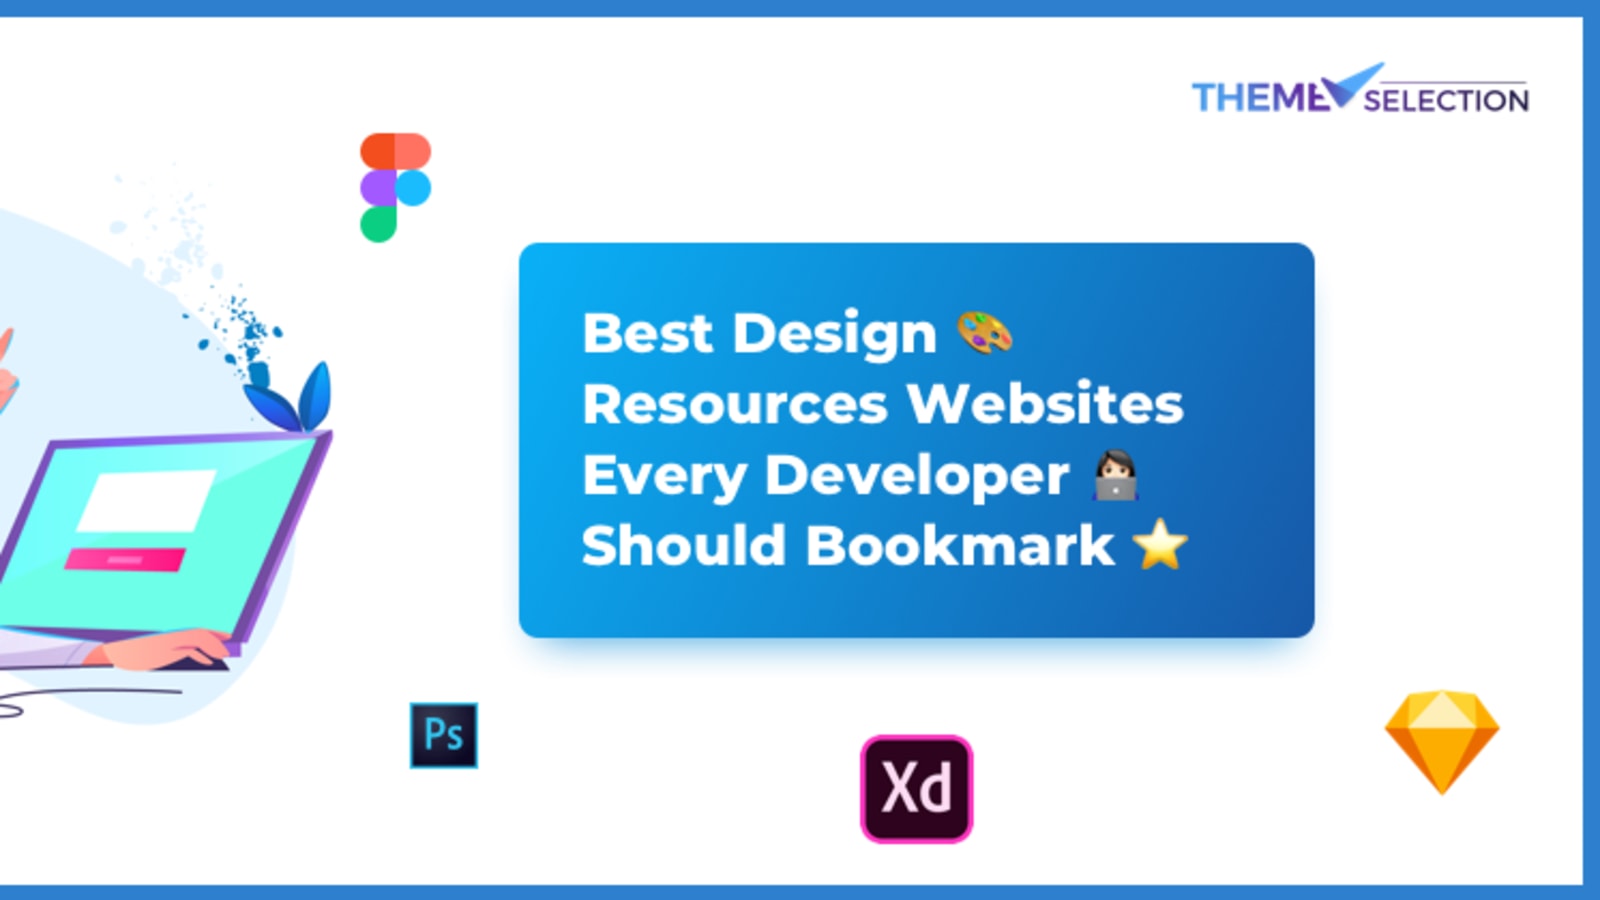 THEME SELECTION
Best Design 🎨
Resources Websites
Every Developer 👩🏻‍💻
Should Bookmark ⭐
Ps
Xd